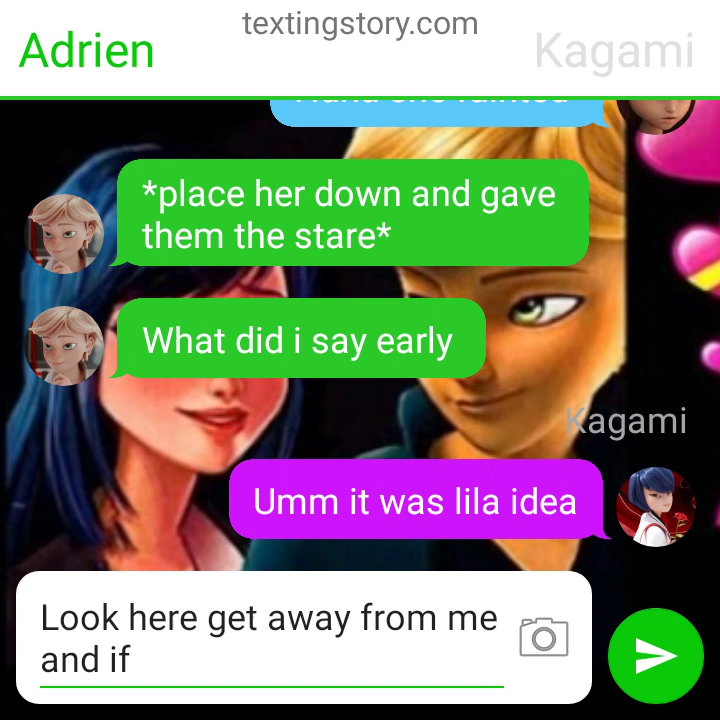 textingstory.com
Adrien
Kagami
*place her down and gave
them the stare*
What did i say early
Kagami
Umm it was lila idea
Look here get away from me
and if